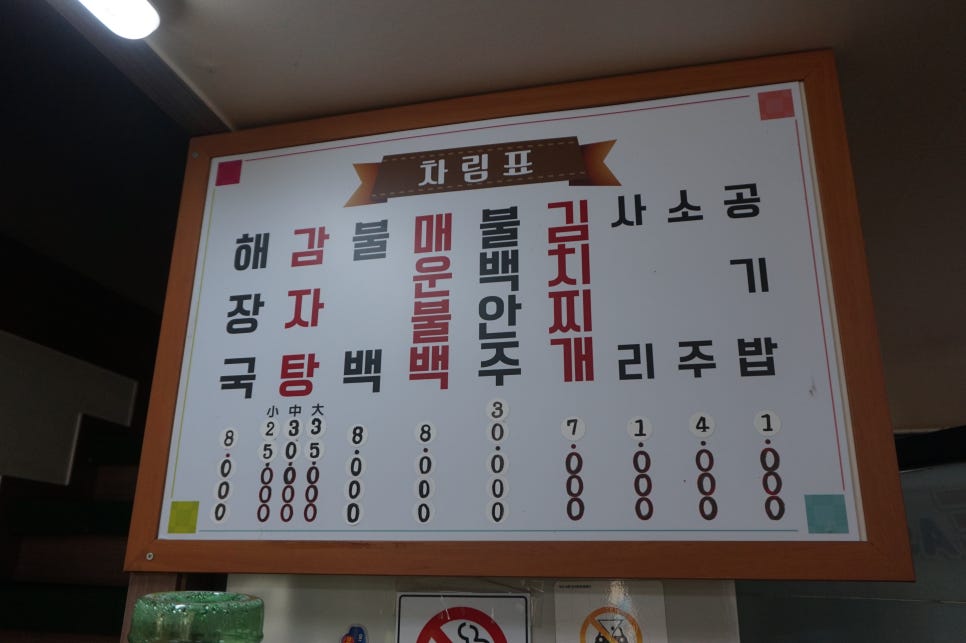 차림표
해장국 8.000
감자탕 小 25.000 中 30.000 大 35.000
불백 8.000
매운불백 8.000
불백안주 30.000
김치찌개 7.000
사리 1.000
소주 4.000
공기밥 1.000